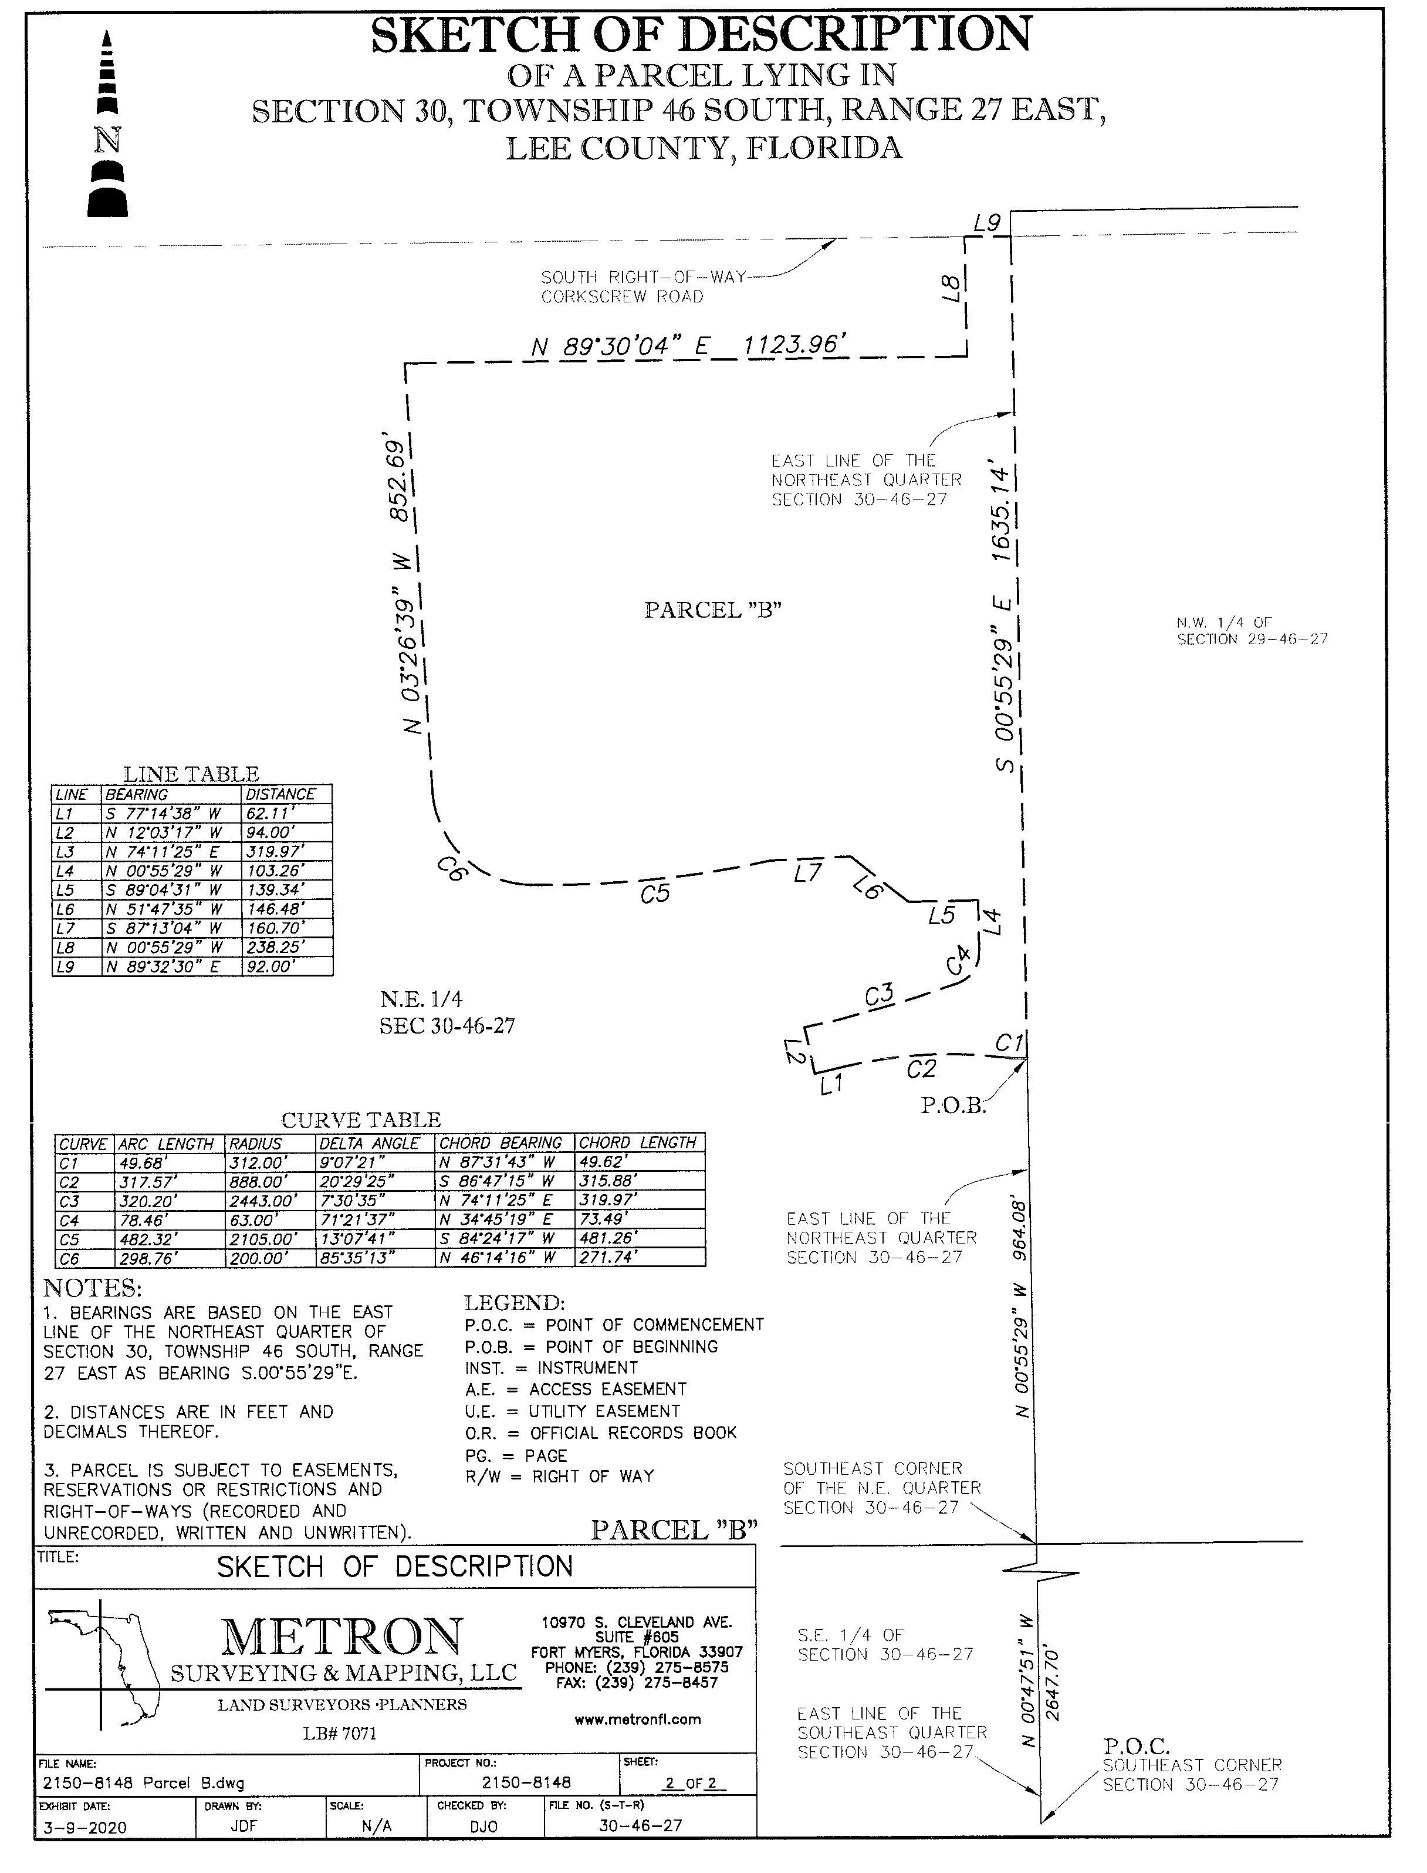 SKETCH OF DESCRIPTION
OF A PARCEL LYING IN
SECTION 30, TOWNSHIP 46 SOUTH, RANGE 27 EAST,
LEE COUNTY, FLORIDA
N
L9
SOUTH RIGHT-OF-WAY
CORKSCREW ROAD
L8
N 89°30'04" E 1123.96'
EAST LINE OF THE
NORTHEAST QUARTER
SECTION 30-46-27
N 03°26'39" W 852.69'
S 00°55'29" E 1635.14'
PARCEL "B"
N.W. 1/4 OF
SECTION 29-46-27
LINE TABLE
LINE BEARING DISTANCE
L1 S 77°14'38" W 62.11'
L2 N 12°03'17" W 94.00'
L3 N 74°11'25" E 319.97'
L4 N 00°55'29" W 103.26'
L5 S 89°04'31" W 139.34'
L6 N 51°47'35" W 146.48'
L7 S 87°13'04" W 160.70'
L8 N 00°55'29" W 238.25'
L9 N 89°32'30" E 92.00'
C6
C5
L7
L6
L5
L4
C4
C3
L2
L1
C2
C1
P.O.B.
N.E. 1/4
SEC 30-46-27
CURVE TABLE
CURVE ARC LENGTH RADIUS DELTA ANGLE CHORD BEARING CHORD LENGTH
C1 49.68' 312.00' 9°07'21" N 87°31'43" W 49.62'
C2 317.57' 888.00' 20°29'25" S 86°47'15" W 315.88'
C3 320.20' 2443.00' 7°30'35" N 74°11'25" E 319.97'
C4 78.46' 63.00' 71°21'37" N 34°45'19" E 73.49'
C5 482.32' 2105.00' 13°07'41" S 84°24'17" W 481.26'
C6 298.76' 200.00' 85°35'13" N 46°14'16" W 271.74'
EAST LINE OF THE
NORTHEAST QUARTER
SECTION 30-46-27
N 00°55'29" W 964.08'
NOTES:
1. BEARINGS ARE BASED ON THE EAST
LINE OF THE NORTHEAST QUARTER OF
SECTION 30, TOWNSHIP 46 SOUTH, RANGE
27 EAST AS BEARING S.00°55'29"E.
2. DISTANCES ARE IN FEET AND
DECIMALS THEREOF.
3. PARCEL IS SUBJECT TO EASEMENTS,
RESERVATIONS OR RESTRICTIONS AND
RIGHT-OF-WAYS (RECORDED AND
UNRECORDED, WRITTEN AND UNWRITTEN).
LEGEND:
P.O.C. = POINT OF COMMENCEMENT
P.O.B. = POINT OF BEGINNING
INST. = INSTRUMENT
A.E. = ACCESS EASEMENT
U.E. = UTILITY EASEMENT
O.R. = OFFICIAL RECORDS BOOK
PG. = PAGE
R/W = RIGHT OF WAY
SOUTHEAST CORNER
OF THE N.E. QUARTER
SECTION 30-46-27
PARCEL "B"
TITLE:
SKETCH OF DESCRIPTION
METRON
SURVEYING & MAPPING, LLC
LAND SURVEYORS ·PLANNERS
LB# 7071
10970 S. CLEVELAND AVE.
SUITE #605
FORT MYERS, FLORIDA 33907
PHONE: (239) 275-8575
FAX: (239) 275-8457
www.metronfl.com
S.E. 1/4 OF
SECTION 30-46-27
N 00°47'51" W
2647.70'
EAST LINE OF THE
SOUTHEAST QUARTER
SECTION 30-46-27
P.O.C.
SOUTHEAST CORNER
SECTION 30-46-27
FILE NAME:
2150-8148 Parcel B.dwg
PROJECT NO.:
2150-8148
SHEET:
2 OF 2
EXHIBIT DATE:
3-9-2020
DRAWN BY:
JDF
SCALE:
N/A
CHECKED BY:
DJO
FILE NO. (S-T-R)
30-46-27